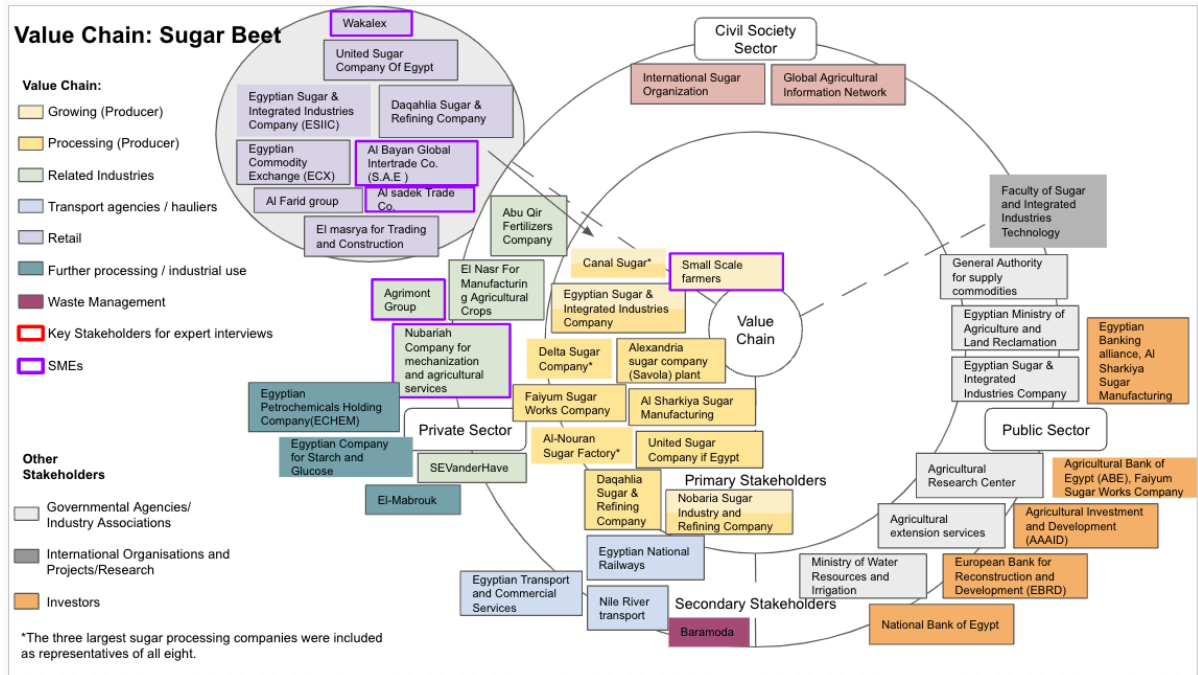 Value Chain: Sugar Beet
Value Chain:
Growing (Producer)
Processing (Producer)
Related Industries
Transport agencies / haulers
Retail
Further processing / industrial use
Waste Management
Key Stakeholders for expert interviews
SMEs
Other
Stakeholders
Governmental Agencies/
Industry Associations
International Organisations and
Projects/Research
Investors
*The three largest sugar processing companies were included
as representatives of all eight.
Wakalex
United Sugar
Company Of Egypt
Egyptian Sugar &
Integrated Industries
Company (ESIIC)
Daqahlia Sugar &
Refining Company
Egyptian
Commodity
Exchange (ECX)
Al Bayan Global
Intertrade Co.
(S.A.E )
Al Farid group
Al sadek Trade
Co.
El masrya for Trading
and Construction
Civil Society
Sector
International Sugar
Organization
Global Agricultural
Information Network
Faculty of Sugar
and Integrated
Industries
Technology
Abu Qir
Fertilizers
Company
El Nasr For
Manufacturin
g Agricultural
Crops
Agrimont
Group
Nubariah
Company for
mechanization
and agricultural
services
Egyptian
Petrochemicals Holding
Company(ECHEM)
Private Sector
Egyptian Company
for Starch and
Glucose
SEVanderHave
El-Mabrouk
Canal Sugar*
Small Scale
farmers
Egyptian Sugar &
Integrated Industries
Company
Value
Chain
Delta Sugar
Company*
Alexandria
sugar company
(Savola) plant
Faiyum Sugar
Works Company
Al Sharkiya Sugar
Manufacturing
Al-Nouran
Sugar Factory*
United Sugar
Company if Egypt
Daqahlia
Sugar &
Refining
Company
Primary Stakeholders
Nobaria Sugar
Industry and
Refining Company
Egyptian National
Railways
Egyptian Transport
and Commercial
Services
Nile River
transport
Secondary Stakeholders
Baramoda
General Authority
for supply
commodities
Egyptian Ministry of
Agriculture and
Land Reclamation
Egyptian Sugar &
Integrated
Industries Company
Egyptian
Banking
alliance, Al
Sharkiya
Sugar
Manufacturing
Public Sector
Agricultural
Research Center
Agricultural Bank of
Egypt (ABE), Faiyum
Sugar Works Company
Agricultural
extension services
Agricultural Investment
and Development
(AAAID)
Ministry of Water
Resources and
Irrigation
European Bank for
Reconstruction and
Development (EBRD)
National Bank of Egypt